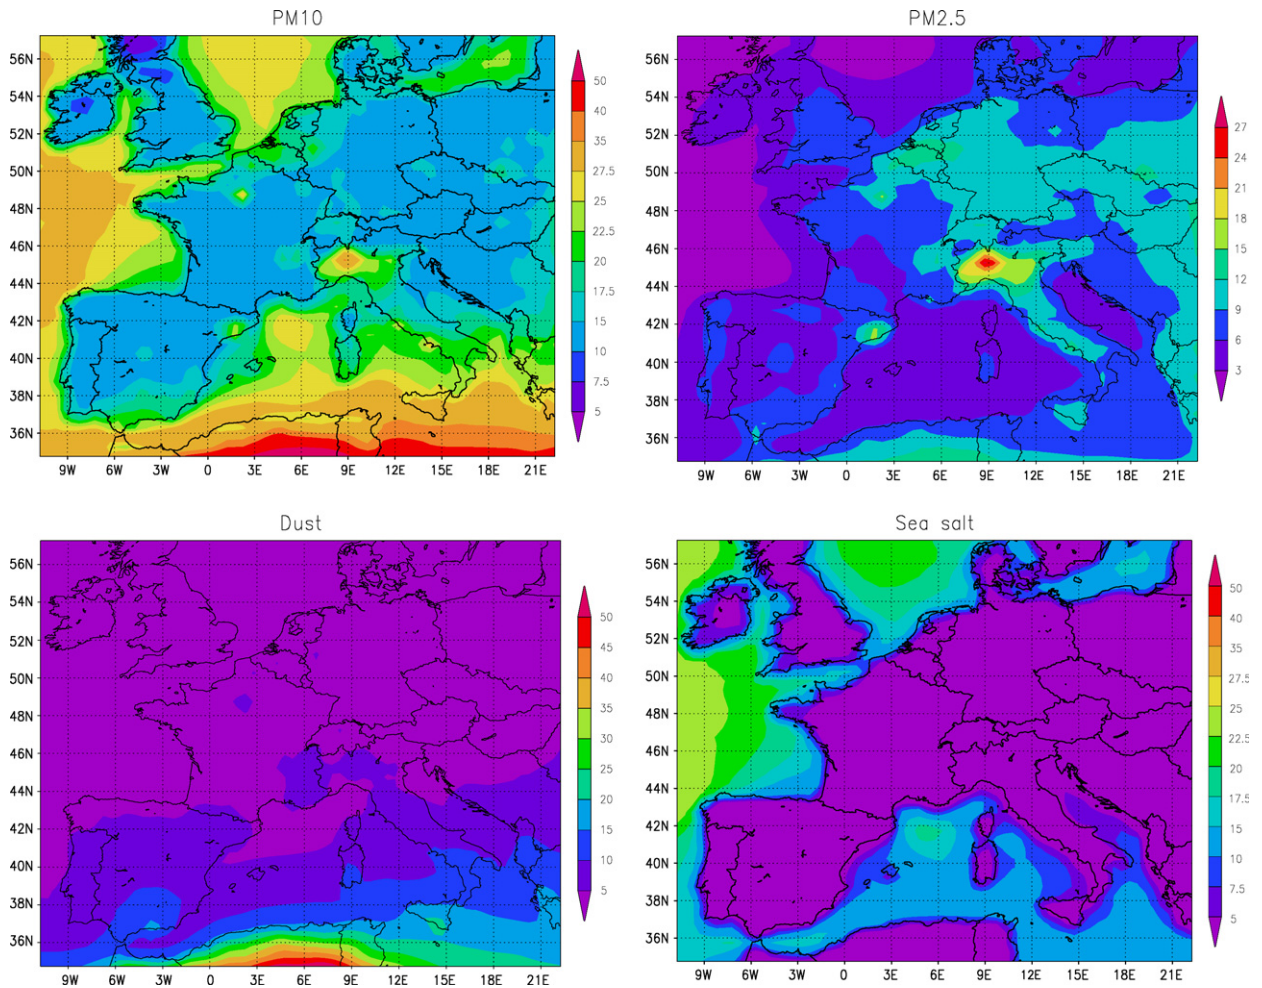 PM10
56N
54N
52N
50N
48N
46N
44N
42N
40N
38N
36N
9W 6W 3W 0 3E 6E 9E 12E 15E 18E 21E
50
40
35
27.5
25
22.5
20
17.5
15
10
7.5
5
PM2.5
56N
54N
52N
50N
48N
46N
44N
42N
40N
38N
36N
9W 6W 3W 0 3E 6E 9E 12E 15E 18E 21E
27
24
21
18
15
12
9
6
3
Dust
56N
54N
52N
50N
48N
46N
44N
42N
40N
38N
36N
9W 6W 3W 0 3E 6E 9E 12E 15E 18E 21E
50
45
40
35
30
25
20
15
10
5
Sea salt
56N
54N
52N
50N
48N
46N
44N
42N
40N
38N
36N
9W 6W 3W 0 3E 6E 9E 12E 15E 18E 21E
50
40
35
27.5
25
22.5
20
17.5
15
10
7.5
5